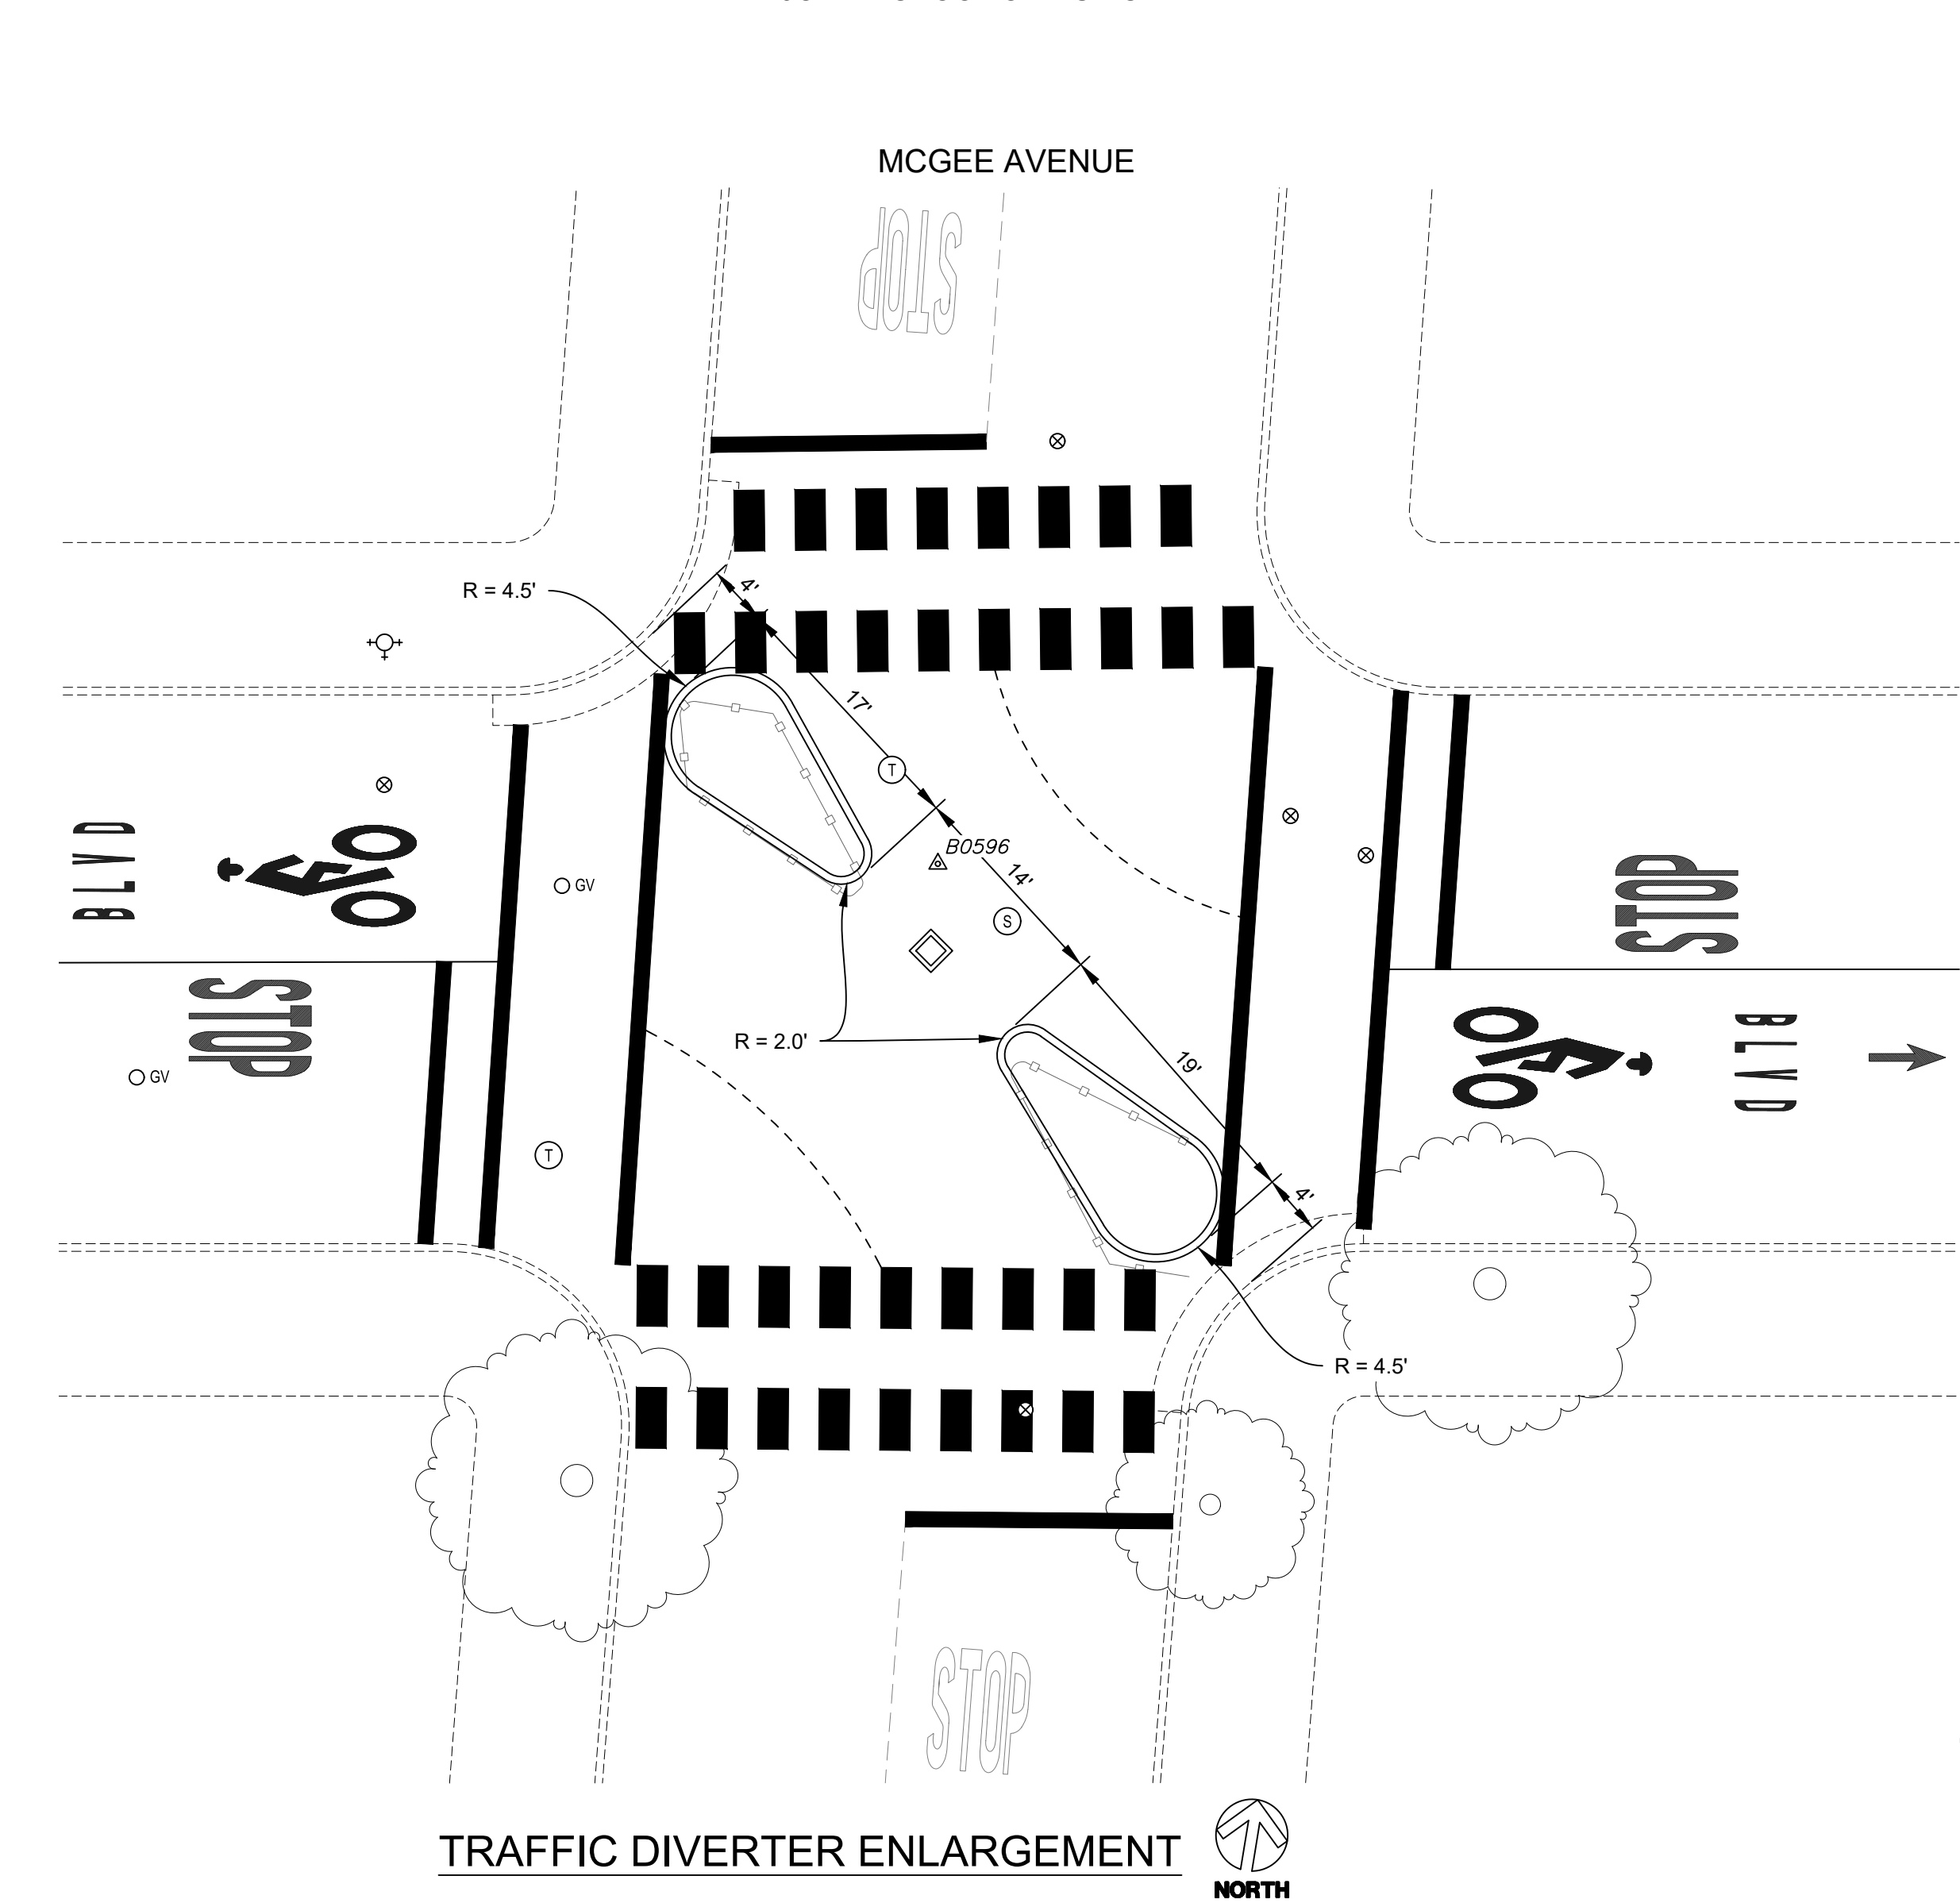 MCGEE AVENUE
STOP
R = 4.5'
4'
17'
T
B0596
14'
BLVD
GV
S
STOP
STOP
R = 2.0'
GV
19'
BLVD
T
4'
R = 4.5'
STOP
TRAFFIC DIVERTER ENLARGEMENT
NORTH